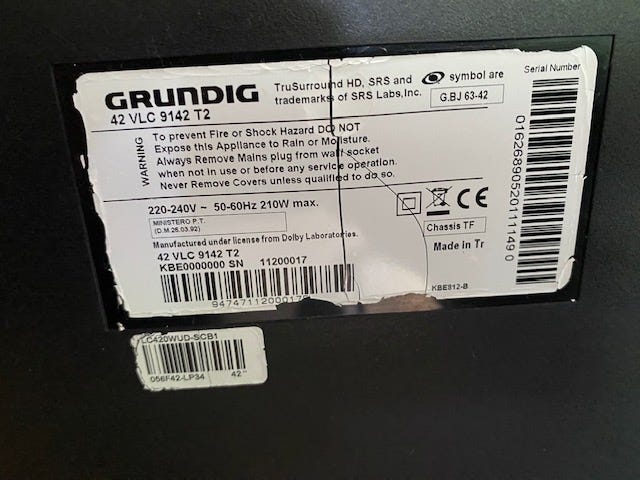 GRUNDIG
42 VLC 9142 T2
TruSurround HD, SRS and symbol are
trademarks of SRS Labs, Inc.
G.BJ 63-42
Serial Number
WARNING
To prevent Fire or Shock Hazard DO NOT
Expose this Appliance to Rain or Moisture.
Always Remove Mains plug from wall socket
when not in use or before any service operation.
Never Remove Covers unless qualified to do so.
220-240V ~ 50-60Hz 210W max.
MINISTERO P.T.
(D.M.26.03.92)
CE
Chassis TF
Manufactured under license from Dolby Laboratories.
Made in Tr
42 VLC 9142 T2
KBE0000000 SN 11200017
KBE812-B
LC420WUD-SCB1
056F42-LP34 42"